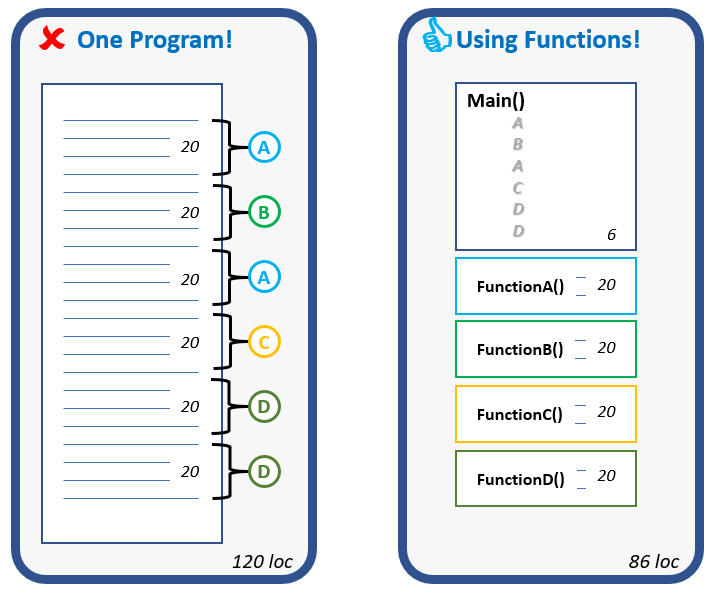 One Program!
20
A
20
B
20
A
20
C
20
D
20
D
120 loc
Using Functions!
Main()
A
B
A
C
D
D
6
FunctionA() 20
FunctionB() 20
FunctionC() 20
FunctionD() 20
86 loc